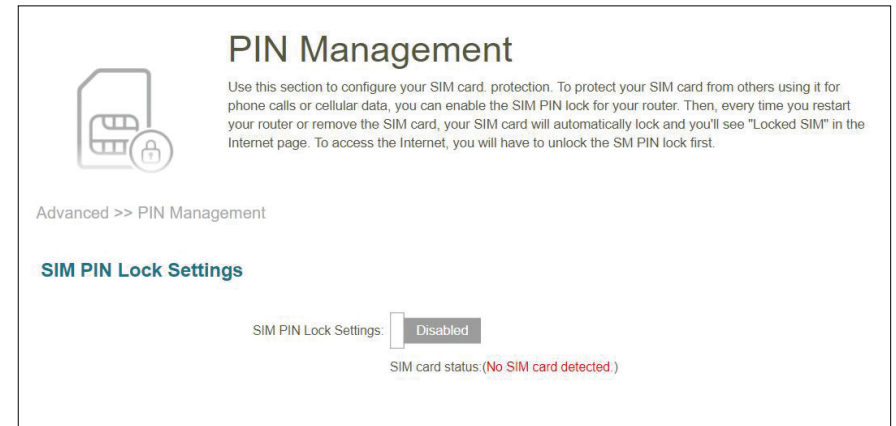 PIN Management
Use this section to configure your SIM card. protection. To protect your SIM card from others using it for
phone calls or cellular data, you can enable the SIM PIN lock for your router. Then, every time you restart
your router or remove the SIM card, your SIM card will automatically lock and you'll see "Locked SIM" in the
Internet page. To access the Internet, you will have to unlock the SM PIN lock first.
Advanced >> PIN Management
SIM PIN Lock Settings
SIM PIN Lock Settings: Disabled
SIM card status:(No SIM card detected.)